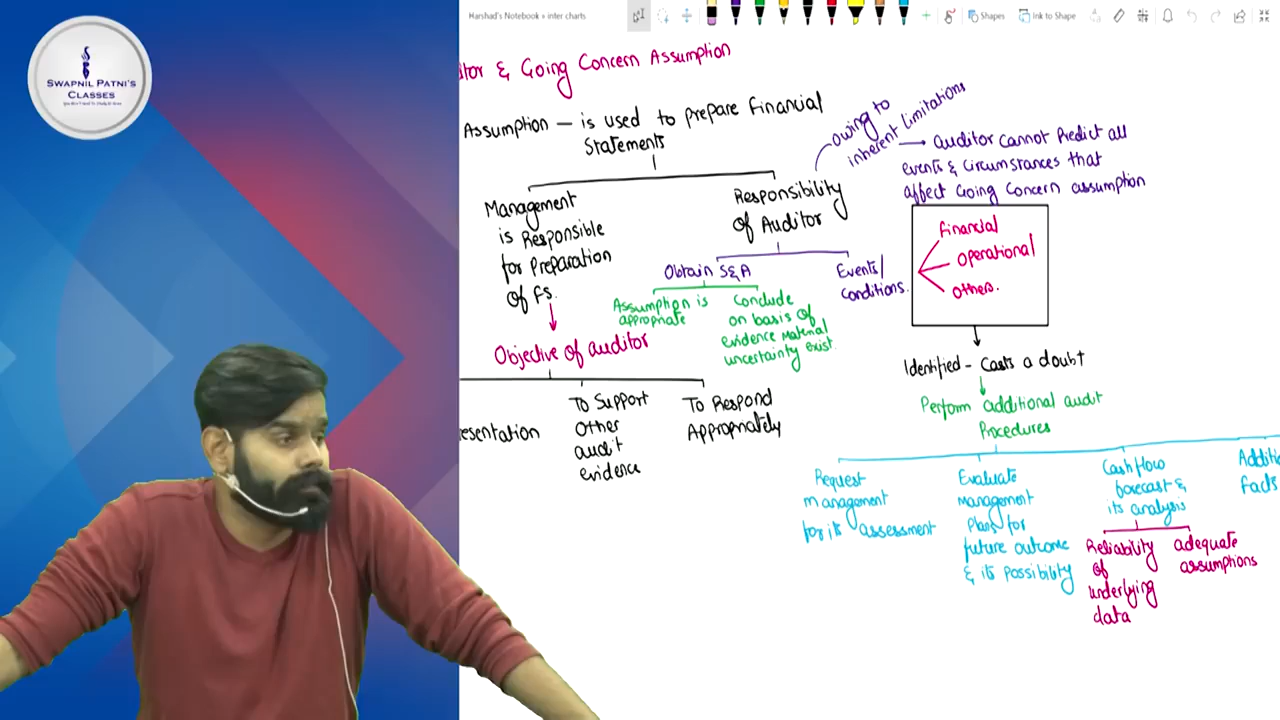 SWAPNIL PATNI'S
CLASSES
Harshad's Notebook » inter charts
Shapes
Ink to Shape
itor & Going Concern Assumption
Assumption — is used to prepare Financial
Statements
owing to
inherent limitations
Auditor cannot Predict all
events & circumstances that
affect Going Concern assumption
Management
is Responsible
for Preparation
of FS.
Responsibility
of Auditor
Obtain S&A
Assumption is
appropriate
Conclude
on basis of
evidence Material
uncertainty exist.
Events/
Conditions.
Financial
Operational
Others.
Identified - Casts a doubt
Perform additional audit
Procedures
Objective of auditor
resentation
To Support
Other
audit
evidence
To Respond
Appropriately
Request
management
for its assessment
Evaluate
Management
Plans for
future outcome
& its Possibility
Cashflow
forecast &
its analysis
Reliability
of
underlying
data
adequate
assumptions
Additi
facts